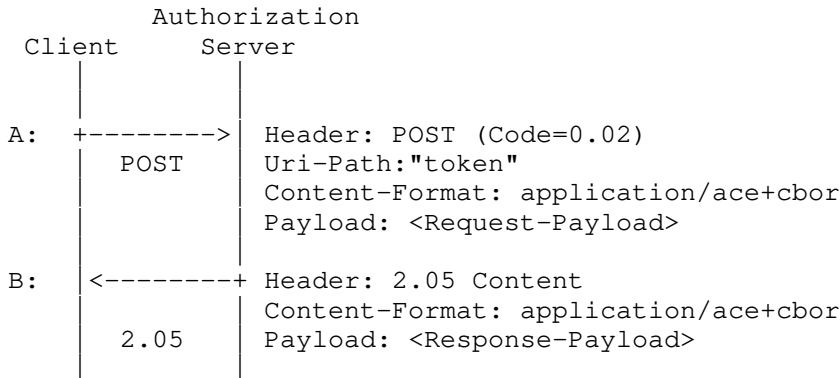 Authorization
Client Server
A: +-------->| Header: POST (Code=0.02)
| POST | Uri-Path:"token"
| | Content-Format: application/ace+cbor
| | Payload: <Request-Payload>
B: |<--------+ Header: 2.05 Content
| | Content-Format: application/ace+cbor
| 2.05 | Payload: <Response-Payload>